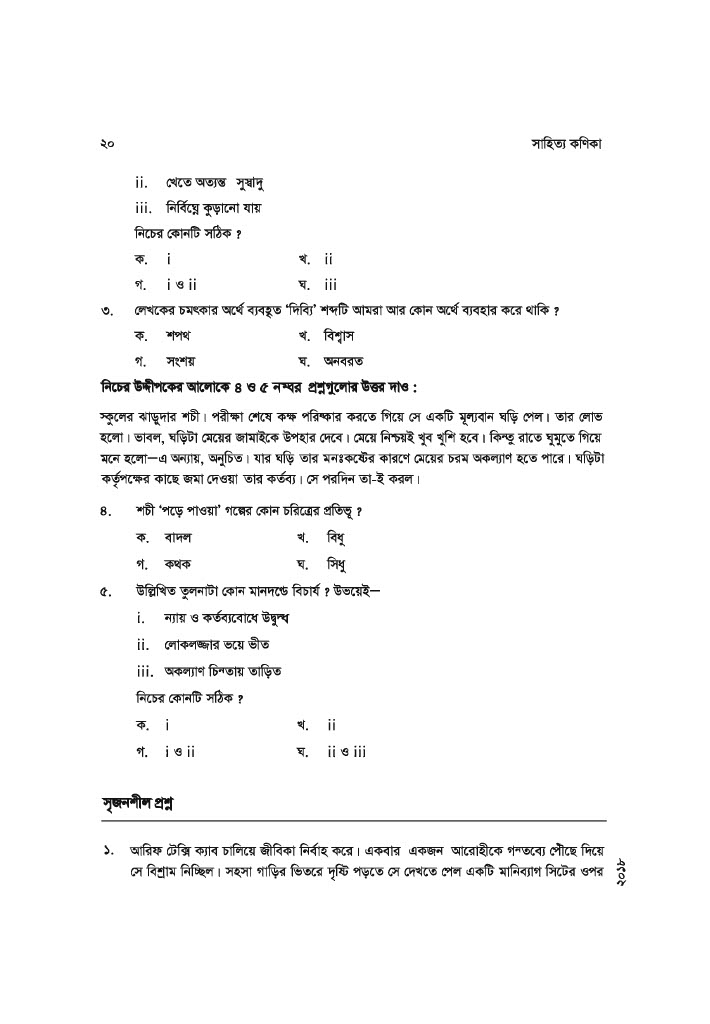 ২০ সাহিত্য কণিকা
ii. খেতে অত্যন্ত সুস্বাদু
iii. নির্বিঘ্নে কুড়ানো যায়
নিচের কোনটি সঠিক ?
ক. i খ. ii
গ. i ও ii ঘ. iii
৩. লেখকের চমৎকার অর্থে ব্যবহৃত ‘দিব্যি’ শব্দটি আমরা আর কোন অর্থে ব্যবহার করে থাকি ?
ক. শপথ খ. বিশ্বাস
গ. সংশয় ঘ. অনবরত
নিচের উদ্দীপকের আলোকে ৪ ও ৫ নম্বর প্রশ্নগুলোর উত্তর দাও :
স্কুলের ঝাড়ুদার শচী। পরীক্ষা শেষে কক্ষ পরিষ্কার করতে গিয়ে সে একটি মূল্যবান ঘড়ি পেল। তার লোভ
হলো। ভাবল, ঘড়িটা মেয়ের জামাইকে উপহার দেবে। মেয়ে নিশ্চয়ই খুব খুশি হবে। কিন্তু রাতে ঘুমুতে গিয়ে
মনে হলো—এ অন্যায়, অনুচিত। যার ঘড়ি তার মনঃকষ্টের কারণে মেয়ের চরম অকল্যাণ হতে পারে। ঘড়িটা
কর্তৃপক্ষের কাছে জমা দেওয়া তার কর্তব্য। সে পরদিন তা-ই করল।
৪. শচী ‘পড়ে পাওয়া’ গল্পের কোন চরিত্রের প্রতিভূ ?
ক. বাদল খ. বিধু
গ. কথক ঘ. সিধু
৫. উল্লিখিত তুলনাটা কোন মানদণ্ডে বিচার্য ? উভয়েই—
i. ন্যায় ও কর্তব্যবোধে উদ্বুদ্ধ
ii. লোকলজ্জার ভয়ে ভীত
iii. অকল্যাণ চিন্তায় তাড়িত
নিচের কোনটি সঠিক ?
ক. i খ. ii
গ. i ও ii ঘ. ii ও iii
সৃজনশীল প্রশ্ন
১. আরিফ টেক্সি ক্যাব চালিয়ে জীবিকা নির্বাহ করে। একবার একজন আরোহীকে গন্তব্যে পৌঁছে দিয়ে
সে বিশ্রাম নিচ্ছিল। সহসা গাড়ির ভিতরে দৃষ্টি পড়তে সে দেখতে পেল একটি মানিব্যাগ সিটের ওপর
২০১৮